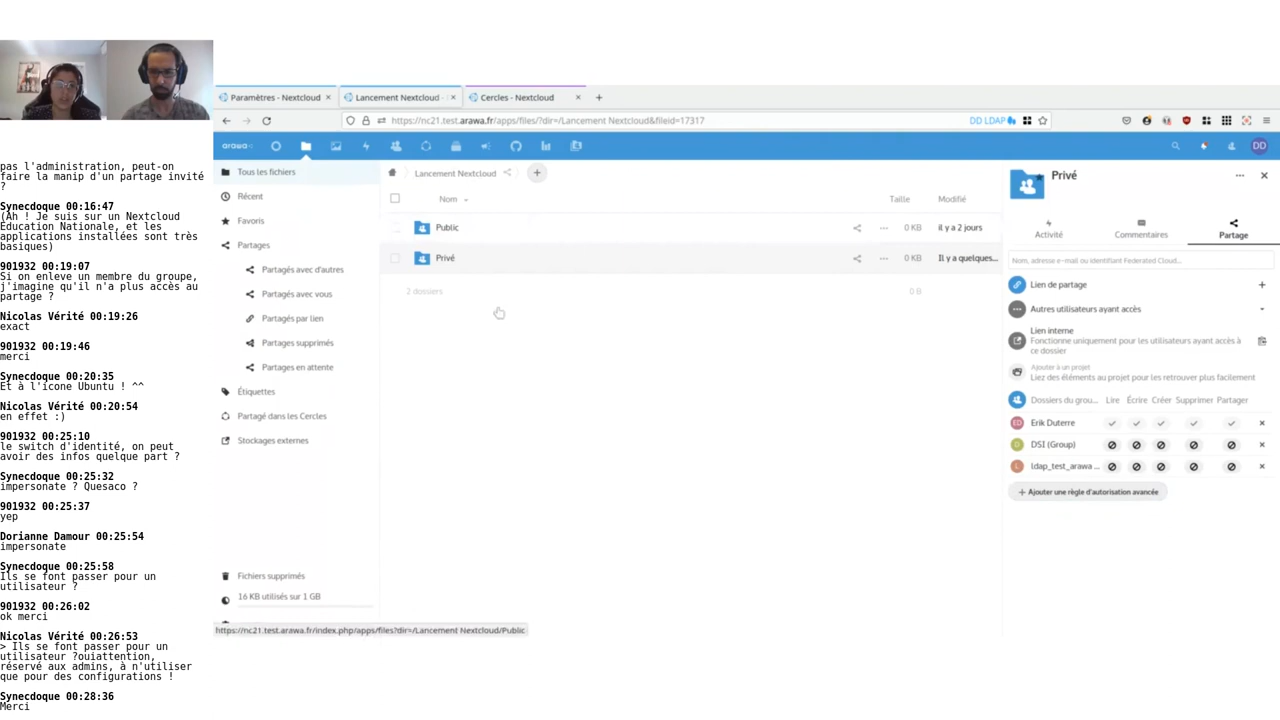 pas l'administration, peut-on
faire la manip d'un partage invité
?
Synecdoque 00:16:47
(Ah ! Je suis sur un Nextcloud
Éducation Nationale, et les
applications installées sont très
basiques)
901932 00:19:07
Si on enleve un membre du groupe,
j'imagine qu'il n'a plus accès au
partage ?
Nicolas Vérité 00:19:26
exact
901932 00:19:46
merci
Synecdoque 00:20:35
Et à l'icone Ubuntu ! ^^
Nicolas Vérité 00:20:54
en effet :)
901932 00:25:10
le switch d'identité, on peut
avoir des infos quelque part ?
Synecdoque 00:25:32
impersonate ? Quesaco ?
901932 00:25:37
yep
Dorianne Damour 00:25:54
impersonate
Synecdoque 00:25:58
Ils se font passer pour un
utilisateur ?
901932 00:26:02
ok merci
Nicolas Vérité 00:26:53
> Ils se font passer pour un
utilisateur ?ouiattention,
réservé aux admins, à n'utiliser
que pour des configurations !
Synecdoque 00:28:36
Merci
Paramètres - Nextcloud
Lancement Nextcloud -
Cercles - Nextcloud
https://nc21.test.arawa.fr/apps/files/?dir=/Lancement Nextcloud&fileid=17317
DD LDAP
arawa
DD
Tous les fichiers
Récent
Favoris
Partages
Partagés avec d'autres
Partagés avec vous
Partagés par lien
Partages supprimés
Partages en attente
Étiquettes
Partagé dans les Cercles
Stockages externes
Fichiers supprimés
16 KB utilisés sur 1 GB
Lancement Nextcloud
Nom Taille Modifié
Public 0 KB il y a 2 jours
Privé 0 KB Il y a quelques...
2 dossiers 0 B
https://nc21.test.arawa.fr/index.php/apps/files?dir=/Lancement Nextcloud/Public
Privé
Activité Commentaires Partage
Nom, adresse e-mail ou identifiant Federated Cloud...
Lien de partage
Autres utilisateurs ayant accès
Lien interne
Fonctionne uniquement pour les utilisateurs ayant accès à
ce dossier
Ajouter à un projet
Liez des éléments au projet pour les retrouver plus facilement
Dossiers du grou... Lire Écrire Créer Supprimer Partager
ED Erik Duterre
D DSI (Group)
L ldap_test_arawa ...
+ Ajouter une règle d'autorisation avancée